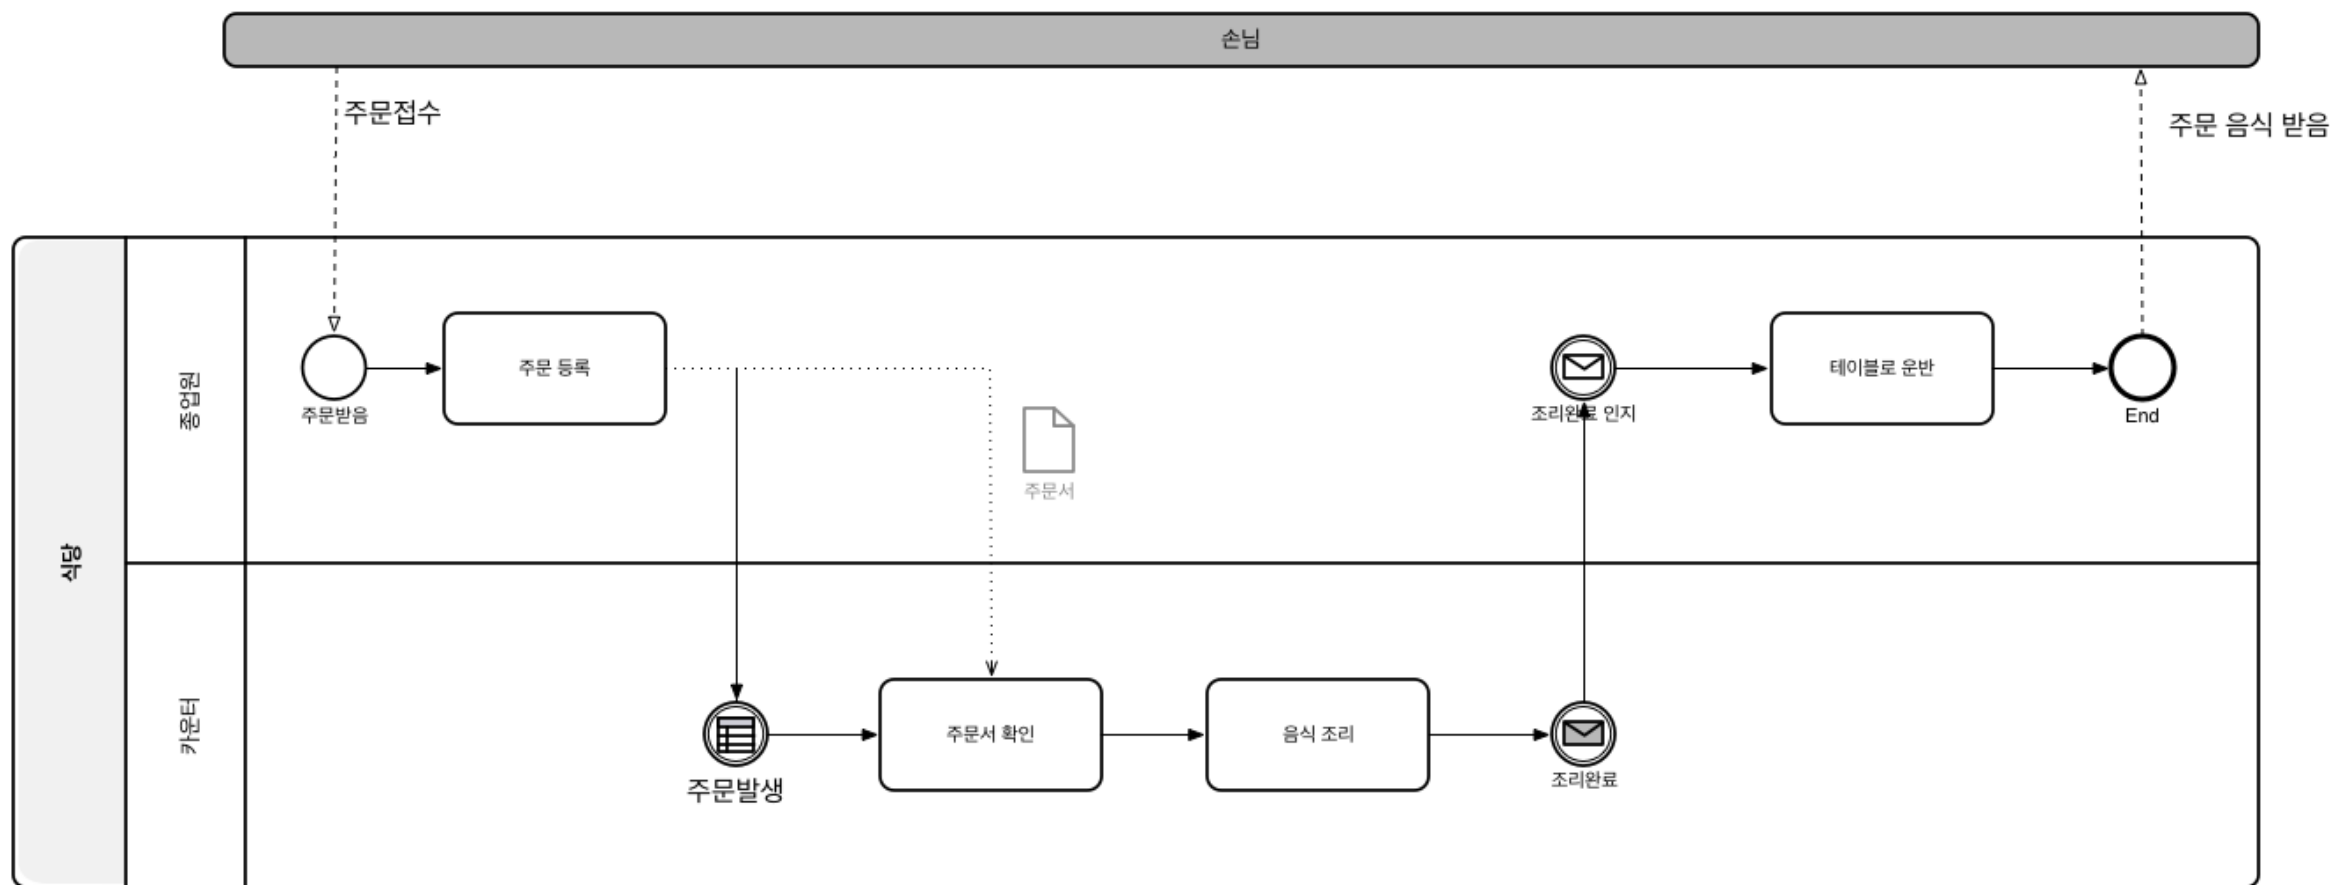 손님
주문접수
주문 음식 받음
식당
종업원
주문받음
주문 등록
주문서
조리완료 인지
테이블로 운반
End
카운터
주문발생
주문서 확인
음식 조리
조리완료